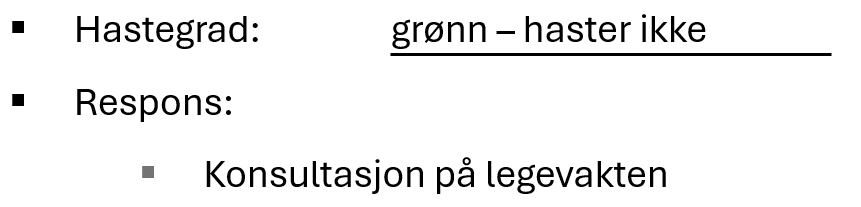 ▪ Hastegrad: grønn – haster ikke
▪ Respons:
▪ Konsultasjon på legevakten